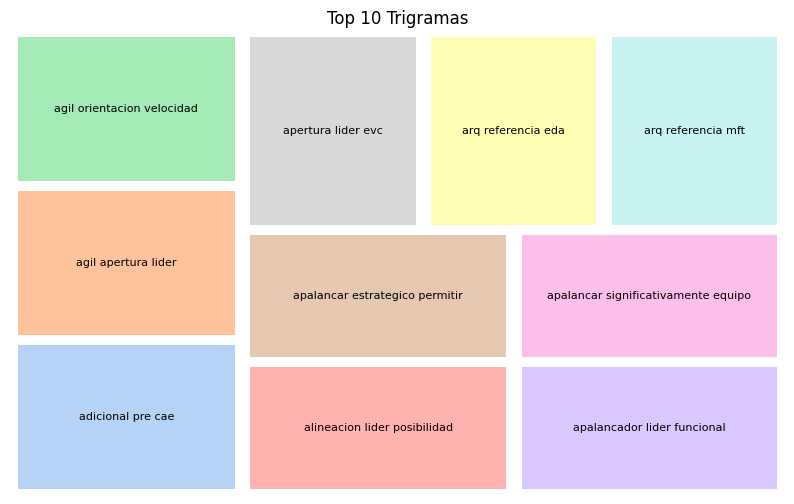 Top 10 Trigramas
agil orientacion velocidad
apertura lider evc
arq referencia eda
arq referencia mft
agil apertura lider
apalancar estrategico permitir
apalancar significativamente equipo
adicional pre cae
alineacion lider posibilidad
apalancador lider funcional